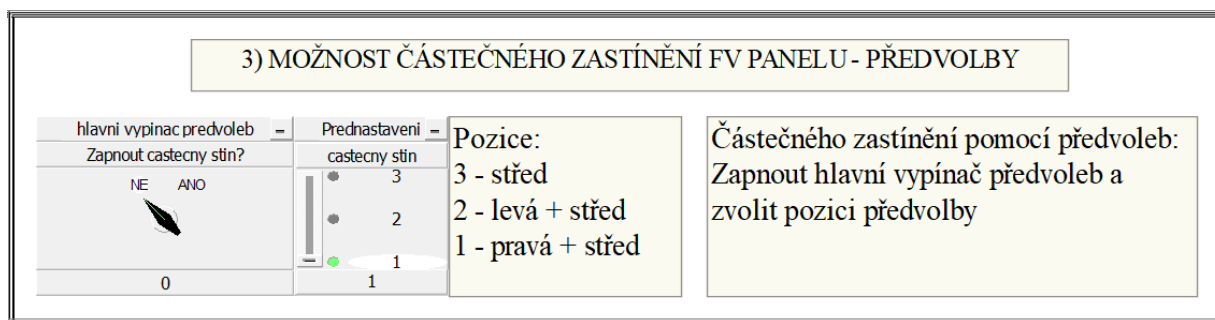 3) MOŽNOST ČÁSTEČNÉHO ZASTÍNĚNÍ FV PANELU - PŘEDVOLBY
hlavni vypinac predvoleb
Zapnout castecny stin?
NE ANO
0
Prednastaveni
castecny stin
3
2
1
1
Pozice:
3 - střed
2 - levá + střed
1 - pravá + střed
Částečného zastínění pomocí předvoleb:
Zapnout hlavní vypínač předvoleb a
zvolit pozici předvolby